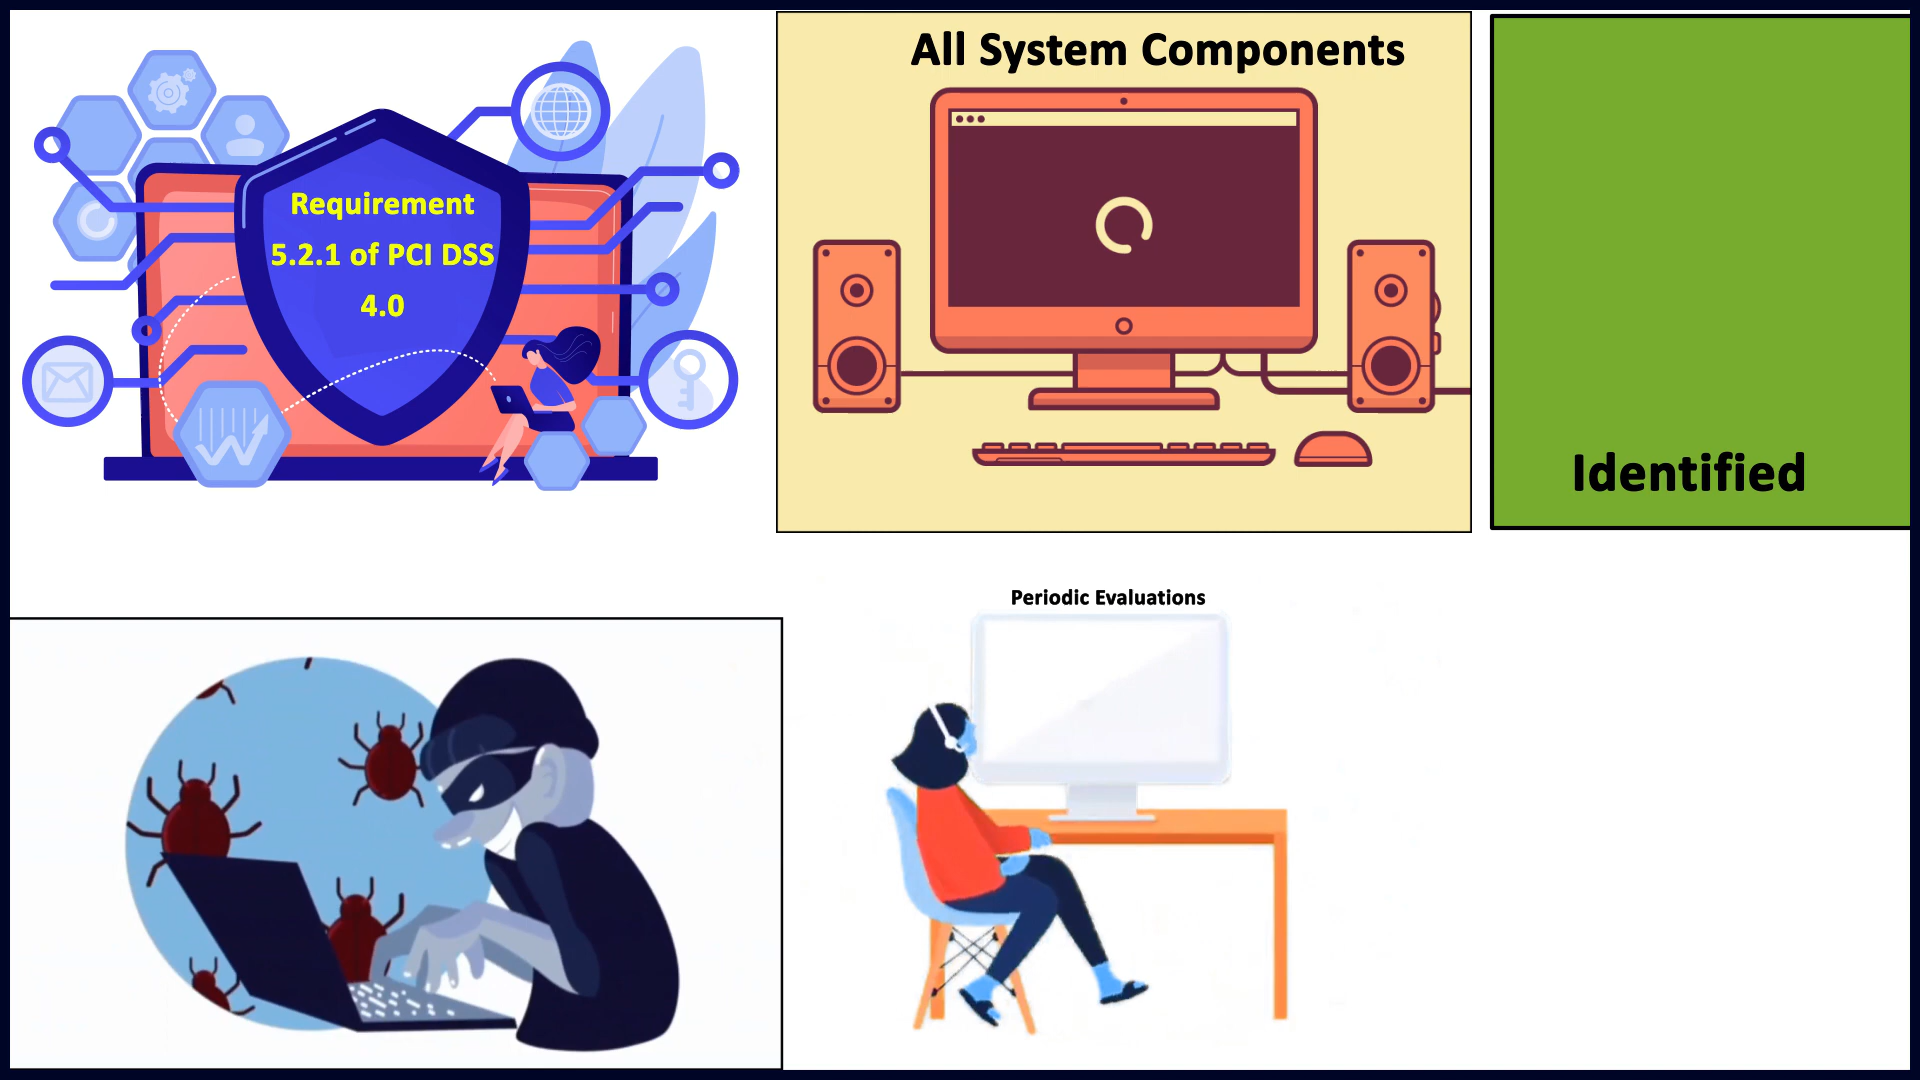 All System Components
Requirement
5.2.1 of PCI DSS
4.0
Identified
Periodic Evaluations